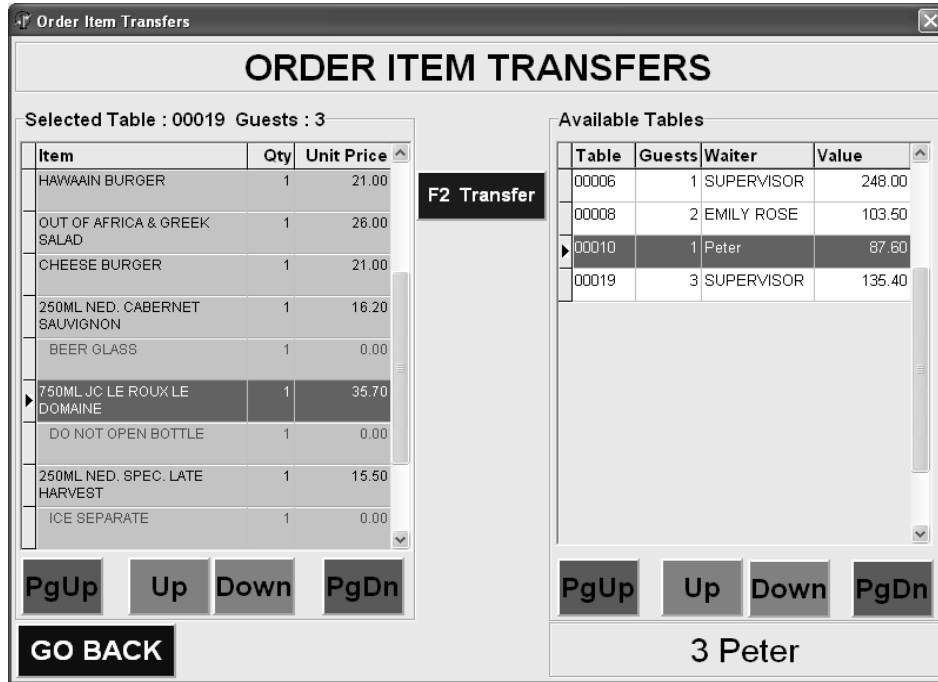 Order Item Transfers
ORDER ITEM TRANSFERS
Selected Table : 00019 Guests : 3
Item Qty Unit Price
HAWAAIN BURGER 1 21.00
OUT OF AFRICA & GREEK 1 26.00
SALAD
CHEESE BURGER 1 21.00
250ML NED. CABERNET 1 16.20
SAUVIGNON
BEER GLASS 1 0.00
750ML JC LE ROUX LE 1 35.70
DOMAINE
DO NOT OPEN BOTTLE 1 0.00
250ML NED. SPEC. LATE 1 15.50
HARVEST
ICE SEPARATE 1 0.00
PgUp Up Down PgDn
GO BACK
F2 Transfer
Available Tables
Table Guests Waiter Value
00006 1 SUPERVISOR 248.00
00008 2 EMILY ROSE 103.50
00010 1 Peter 87.60
00019 3 SUPERVISOR 135.40
PgUp Up Down PgDn
3 Peter